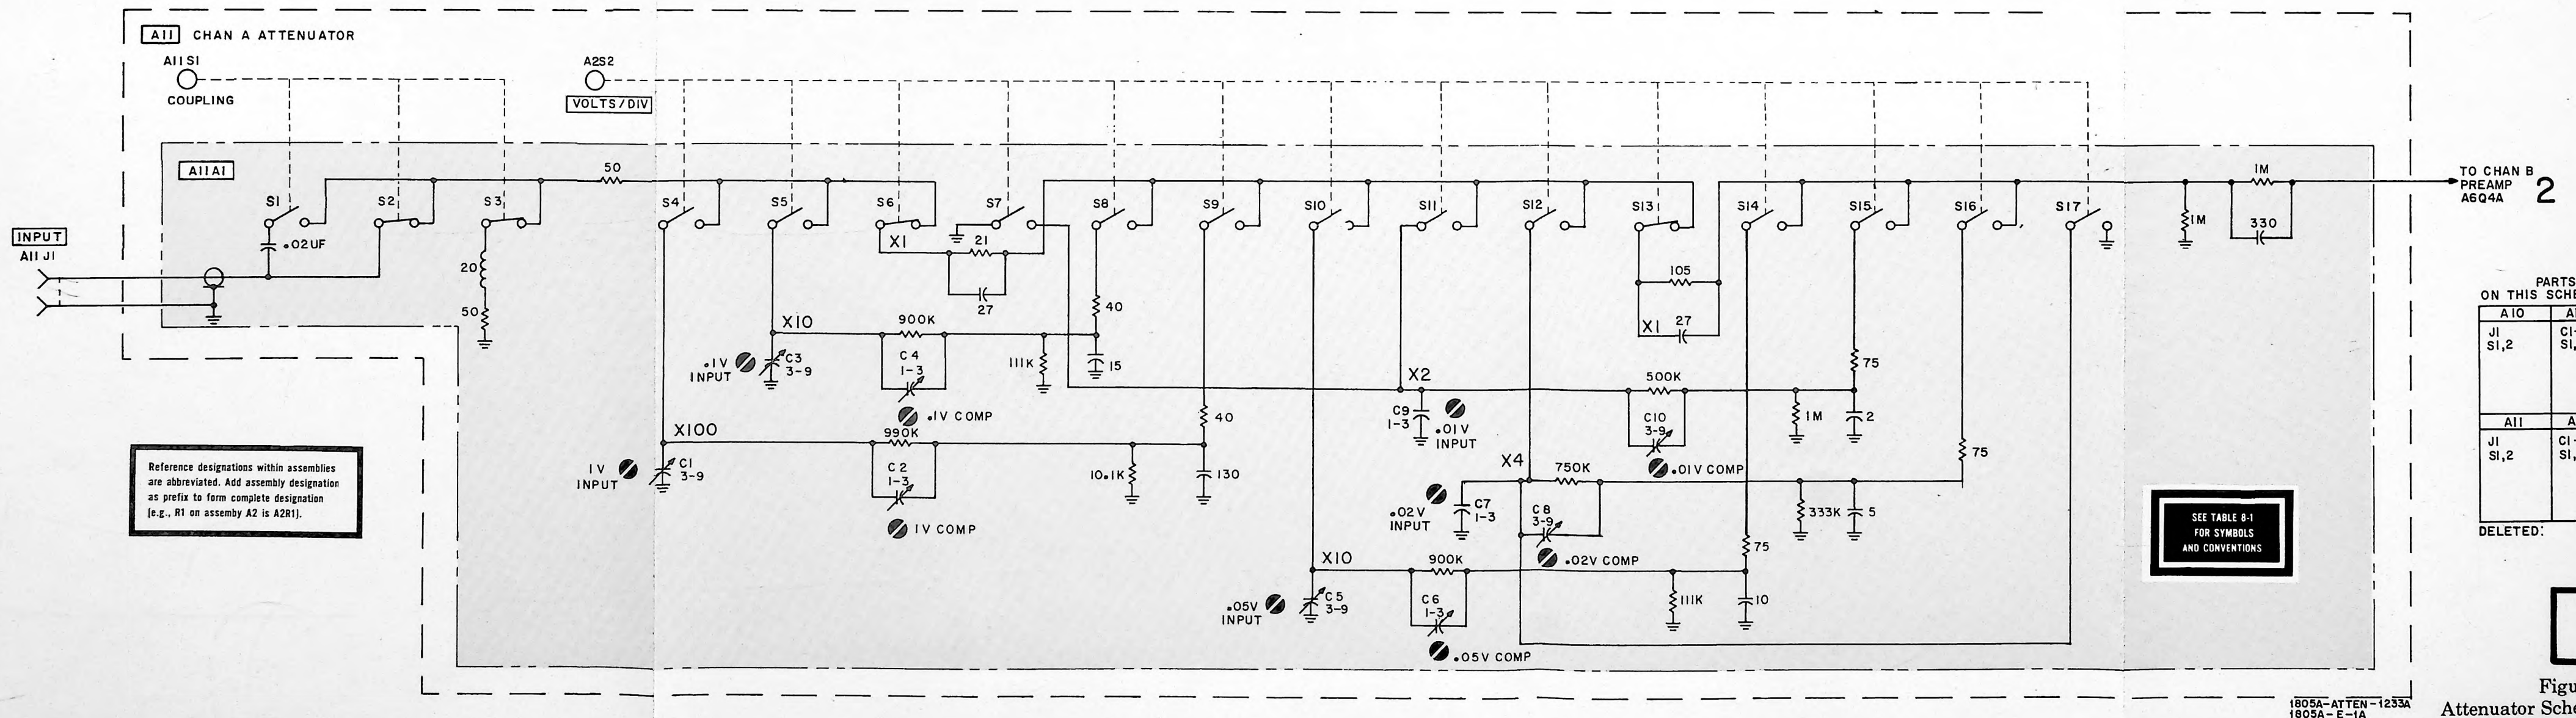 A11 CHAN A ATTENUATOR
A11S1
COUPLING
A2S2
VOLTS/DIV
A11A1
INPUT
A11 J1
S1
.02UF
S2
S3
20
50
50
S4
S5
S6
X1
S7
21
27
S8
40
S9
40
S10
S11
S12
S13
105
X1 27
S14
75
S15
75
S16
75
S17
1M
1M
330
TO CHAN B
PREAMP
A6Q4A
2
X10
900K
.1V
INPUT
C3
3-9
C4
1-3
111K
15
.1V COMP
X100
990K
1V
INPUT
C1
3-9
C2
1-3
10.1K
130
1V COMP
X2
500K
C9
1-3
.01V
INPUT
C10
3-9
1M
2
.01V COMP
X4
750K
.02V
INPUT
C7
1-3
C8
3-9
333K
5
.02V COMP
X10
900K
.05V
INPUT
C5
3-9
C6
1-3
111K
10
.05V COMP
Reference designations within assemblies
are abbreviated. Add assembly designation
as prefix to form complete designation
(e.g., R1 on assemby A2 is A2R1).
SEE TABLE 8-1
FOR SYMBOLS
AND CONVENTIONS
PARTS
ON THIS SCHE
A10 A
J1 C1-
S1,2 S1,
A11 A
J1 C1-
S1,2 S1,
DELETED:
1805A-ATTEN-1233A
1805A-E-1A
Figu
Attenuator Sch